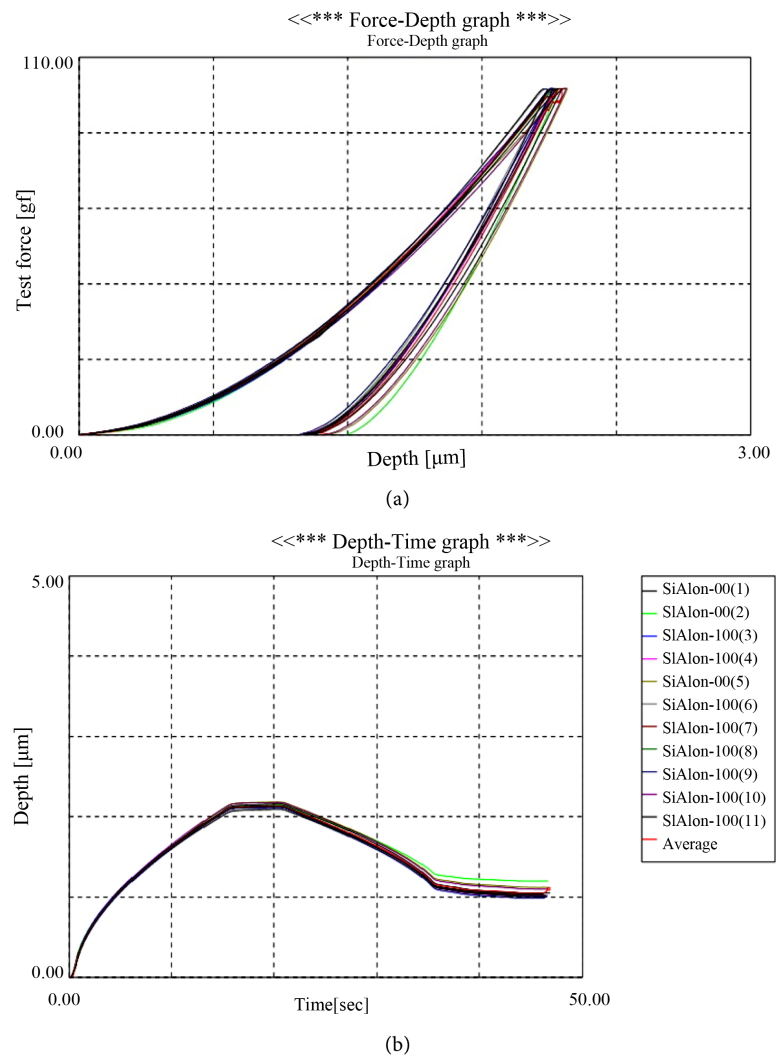 <<*** Force-Depth graph ***>>
Force-Depth graph
110.00
Test force [gf]
0.00
0.00
Depth [μm]
3.00
(a)
<<*** Depth-Time graph ***>>
Depth-Time graph
5.00
Depth [μm]
0.00
0.00
Time[sec]
50.00
SiAlon-00(1)
SlAlon-00(2)
SlAlon-100(3)
SlAlon-100(4)
SiAlon-00(5)
SiAlon-100(6)
SlAlon-100(7)
SiAlon-100(8)
SiAlon-100(9)
SiAlon-100(10)
SlAlon-100(11)
Average
(b)